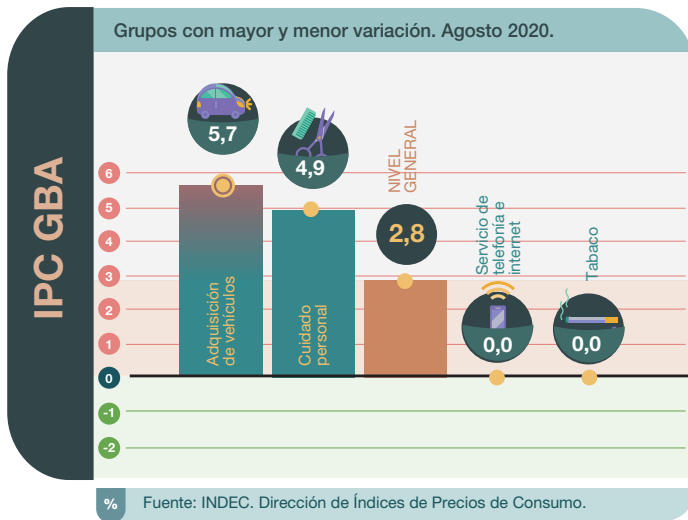 Grupos con mayor y menor variación. Agosto 2020.
IPC GBA
6
5
4
3
2
1
0
-1
-2
5,7
Adquisición
de vehículos
4,9
Cuidado
personal
NIVEL
GENERAL
2,8
Servicio de
telefonía e
internet
0,0
Tabaco
0,0
%
Fuente: INDEC. Dirección de Índices de Precios de Consumo.